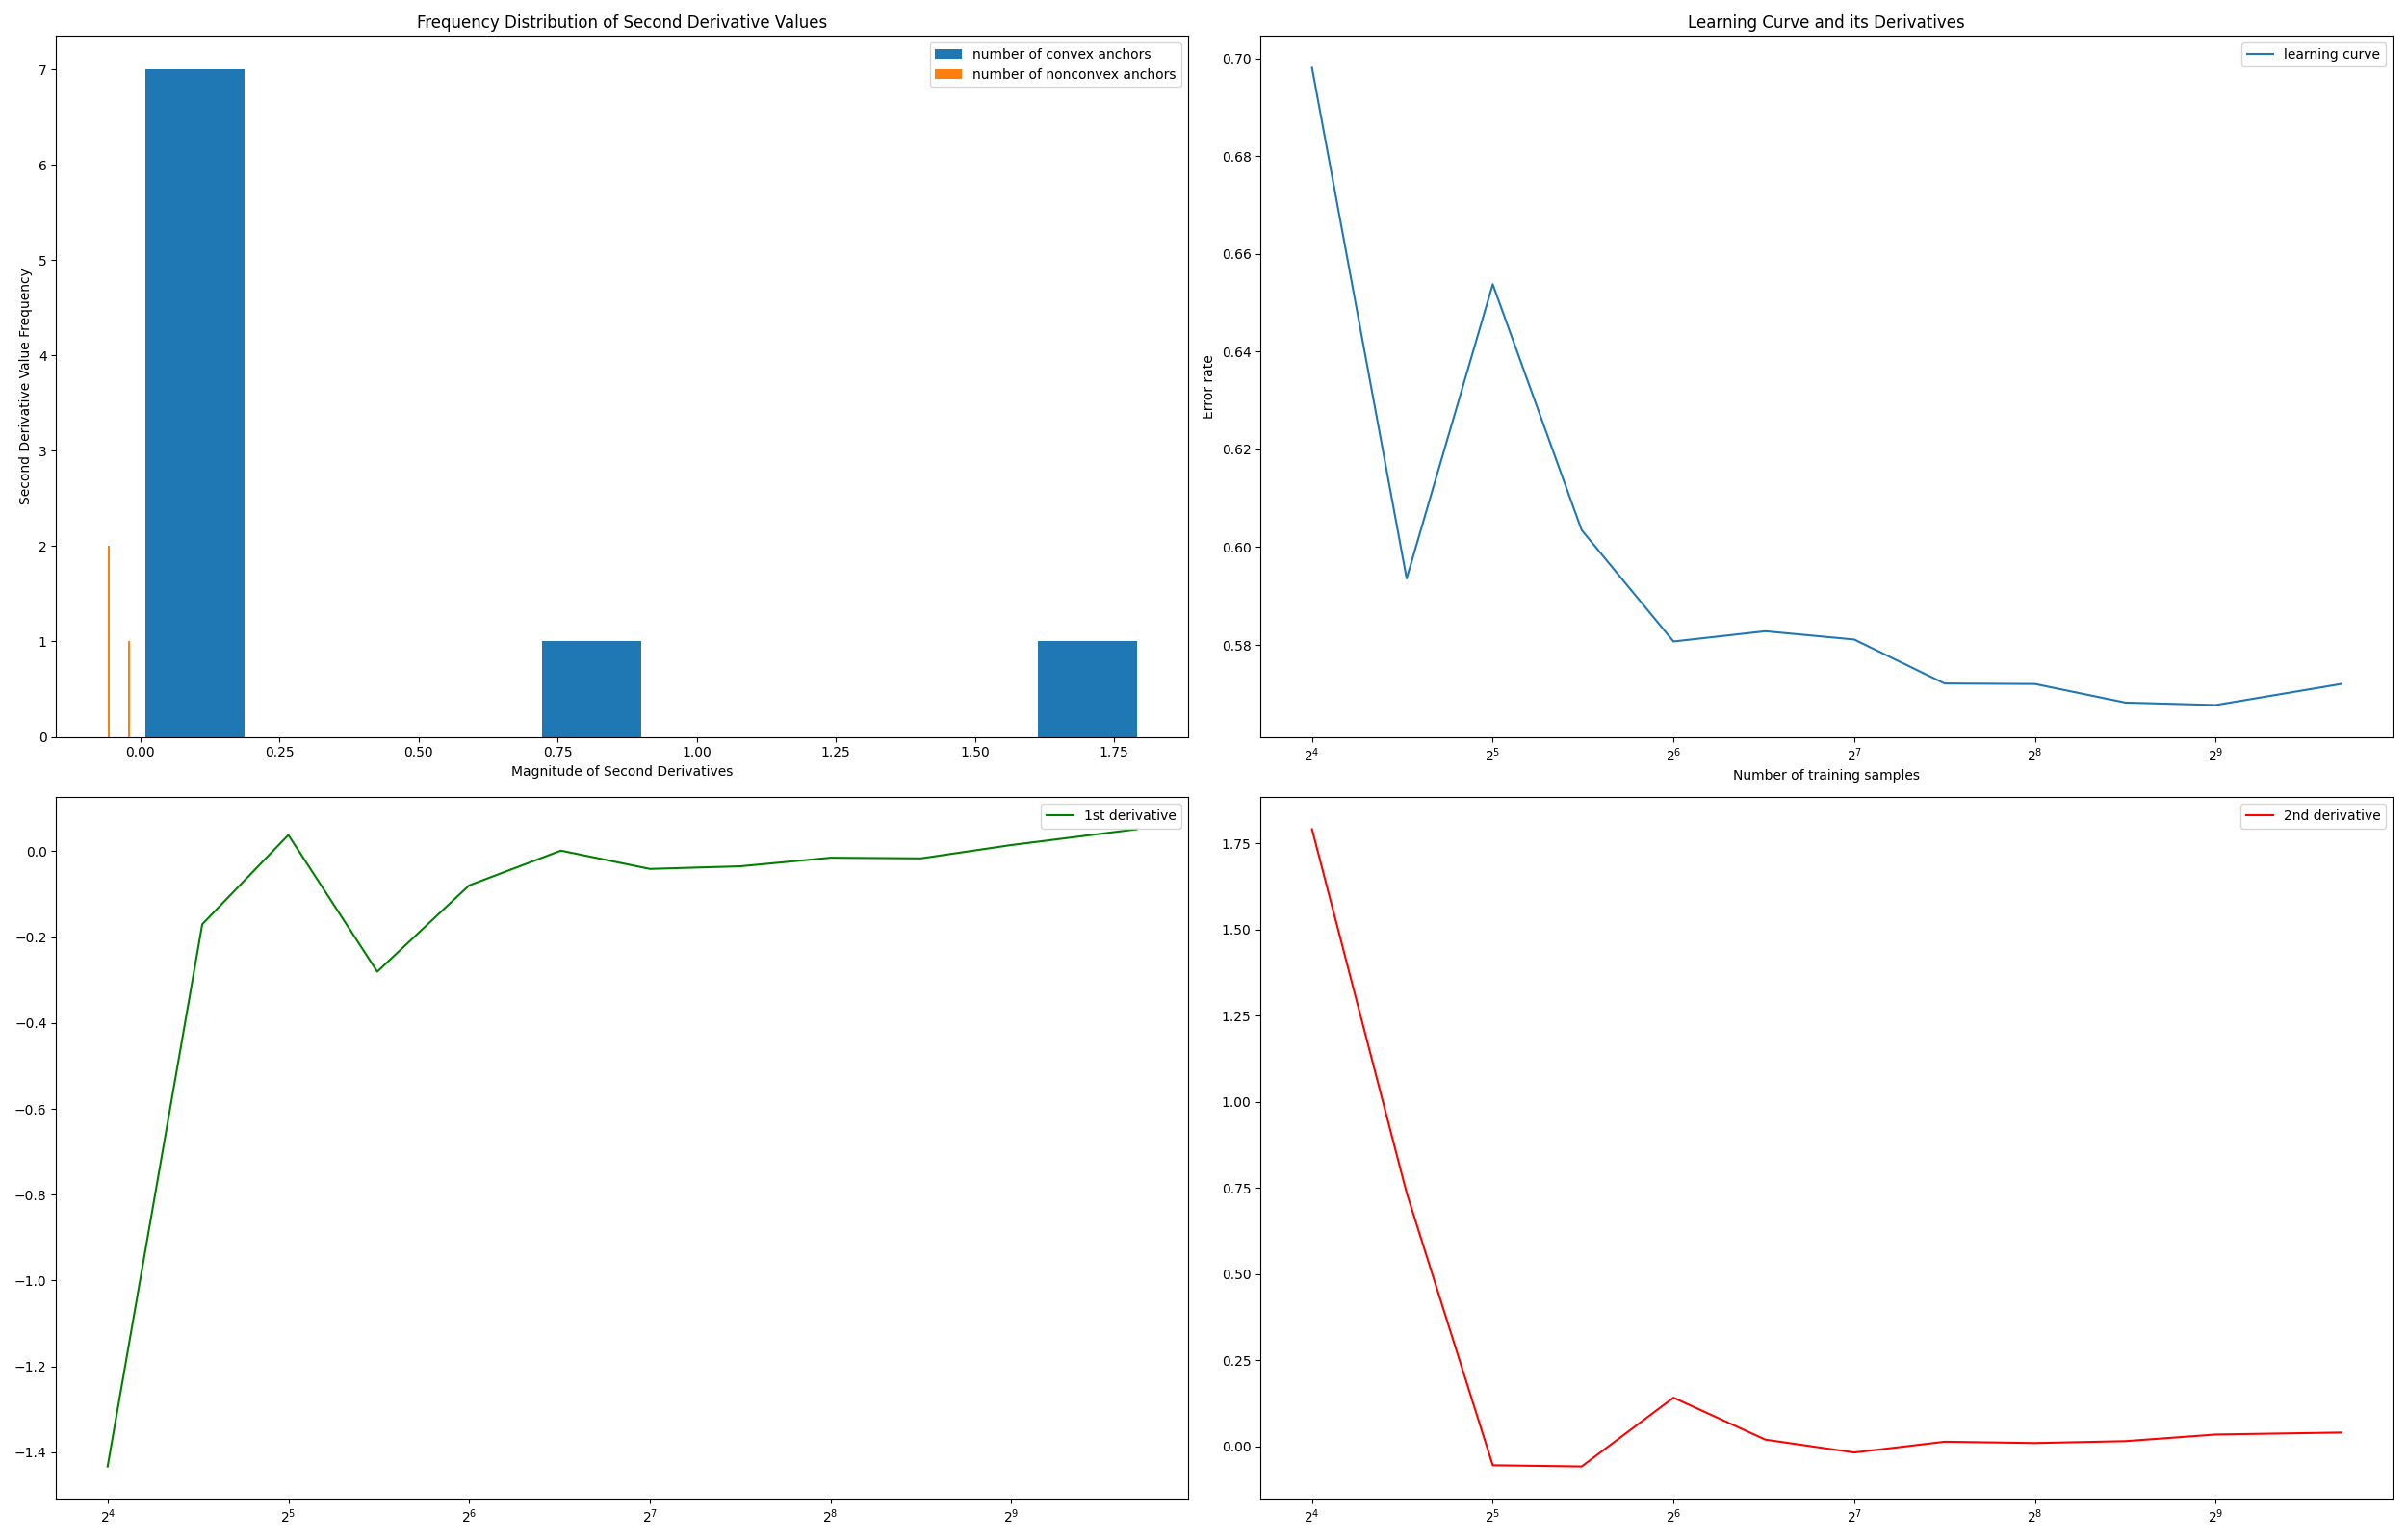 Frequency Distribution of Second Derivative Values
number of convex anchors
number of nonconvex anchors
Second Derivative Value Frequency
7
6
5
4
3
2
1
0
0.00 0.25 0.50 0.75 1.00 1.25 1.50 1.75
Magnitude of Second Derivatives
Learning Curve and its Derivatives
learning curve
Error rate
0.70
0.68
0.66
0.64
0.62
0.60
0.58
2⁴ 2⁵ 2⁶ 2⁷ 2⁸ 2⁹
Number of training samples
1st derivative
0.0
−0.2
−0.4
−0.6
−0.8
−1.0
−1.2
−1.4
2⁴ 2⁵ 2⁶ 2⁷ 2⁸ 2⁹
2nd derivative
1.75
1.50
1.25
1.00
0.75
0.50
0.25
0.00
2⁴ 2⁵ 2⁶ 2⁷ 2⁸ 2⁹